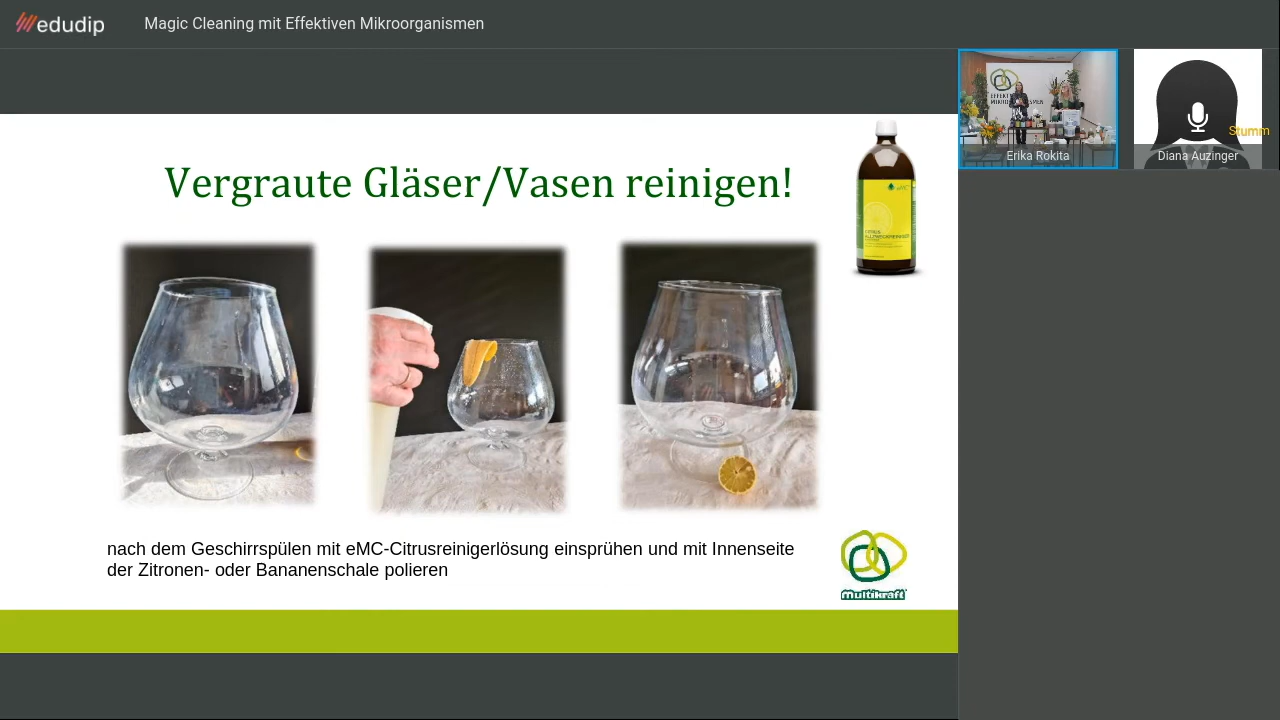 edudip
Magic Cleaning mit Effektiven Mikroorganismen
Erika Rokita
Stumm
Diana Auzinger
Vergraute Gläser/Vasen reinigen!
eMC
nach dem Geschirrspülen mit eMC-Citrusreinigerlösung einsprühen und mit Innenseite
der Zitronen- oder Bananenschale polieren
multikraft